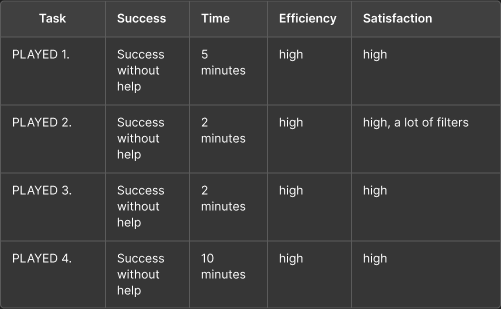 Task Success Time Efficiency Satisfaction
PLAYED 1. Success 5 high high
without minutes
help
PLAYED 2. Success 2 high high, a lot of filters
without minutes
help
PLAYED 3. Success 2 high high
without minutes
help
PLAYED 4. Success 10 high high
without minutes
help